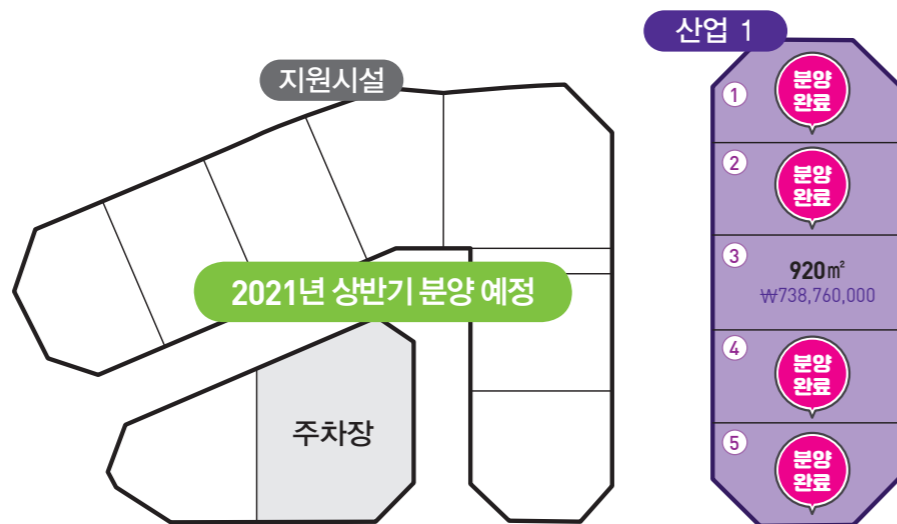 산업 1
지원시설
2021년 상반기 분양 예정
주차장
1
분양
완료
2
분양
완료
3
920㎡
₩738,760,000
4
분양
완료
5
분양
완료